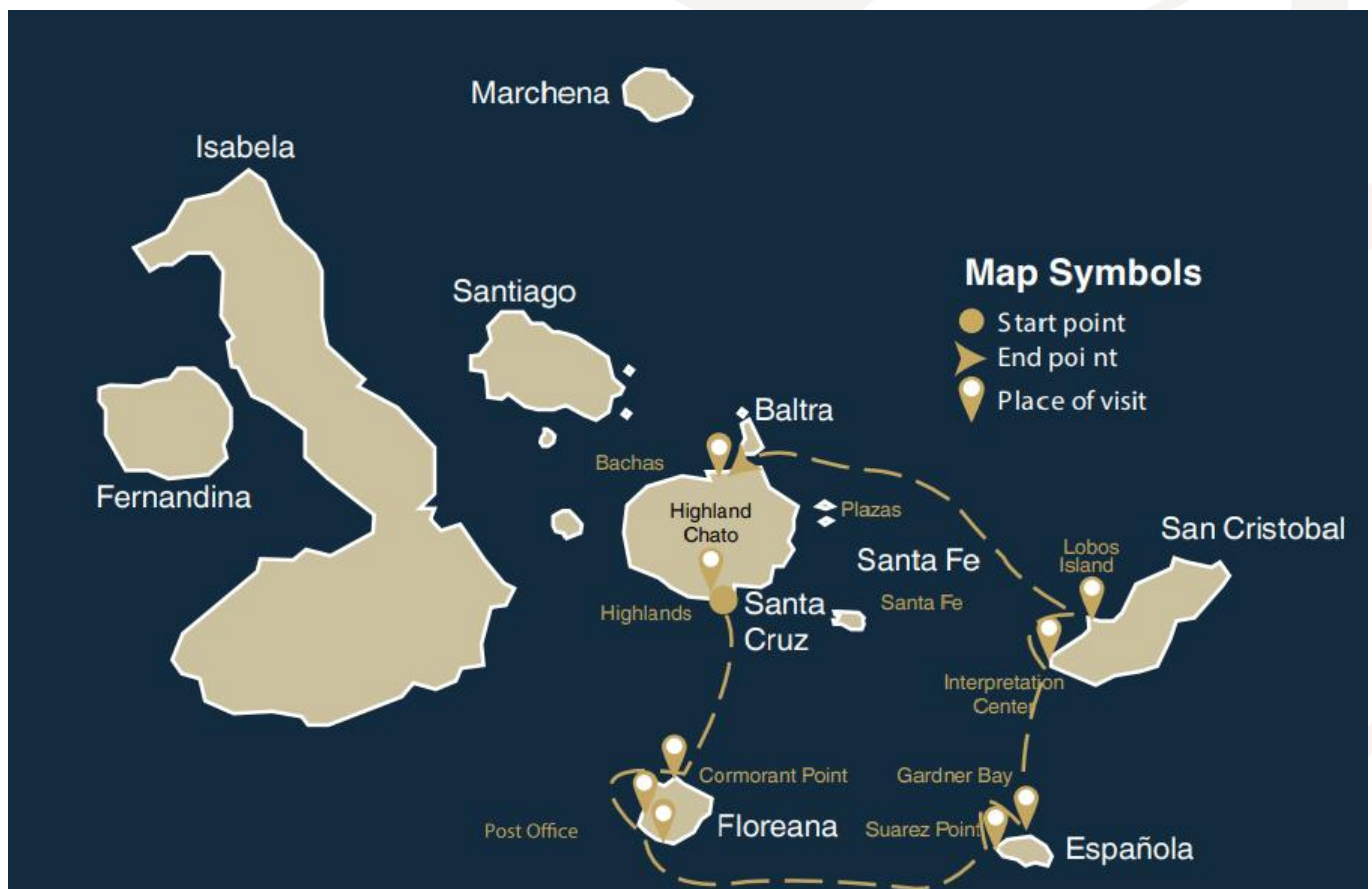 Marchena
Isabela
Map Symbols
Santiago
Start point
End poi nt
Place of visit
Baltra
Bachas
Fernandina
Highland
Chato
Plazas
San Cristobal
Lobos
Island
Santa Fe
Santa Fe
Highlands
Santa
Cruz
Interpretation
Center
Cormorant Point
Gardner Bay
Post Office
Floreana
Suarez Point
Española